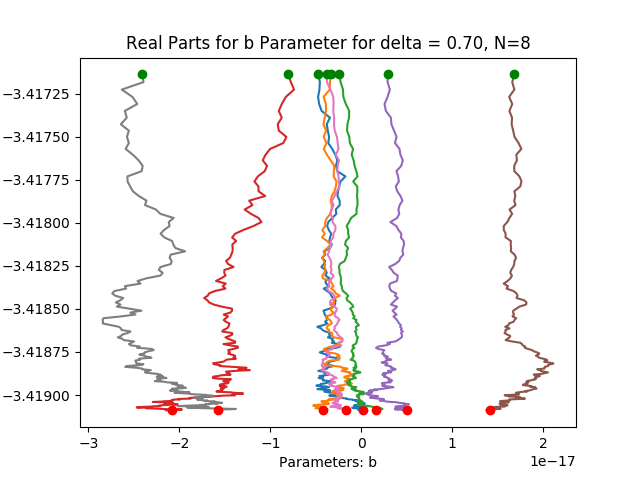 Real Parts for b Parameter for delta = 0.70, N=8
−3.41725
−3.41750
−3.41775
−3.41800
−3.41825
−3.41850
−3.41875
−3.41900
−3 −2 −1 0 1 2
Parameters: b 1e−17